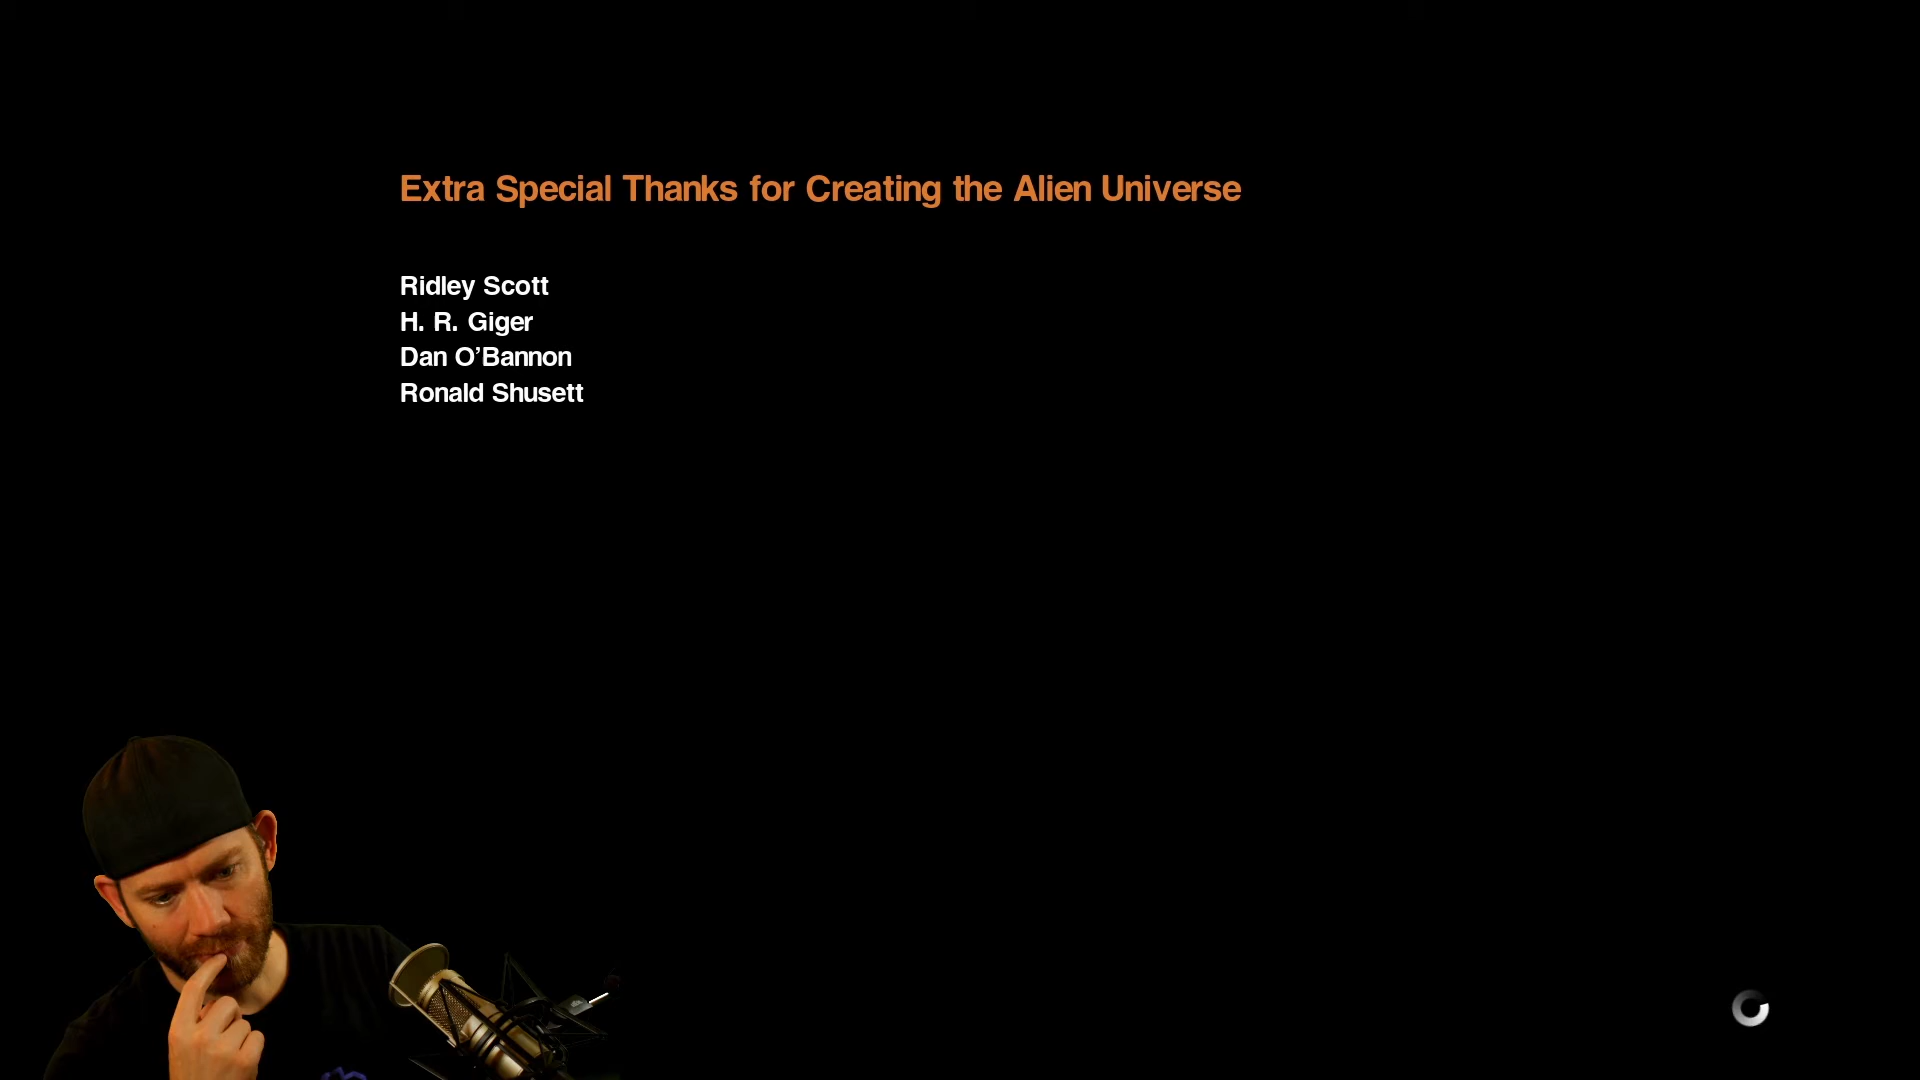 Extra Special Thanks for Creating the Alien Universe
Ridley Scott
H. R. Giger
Dan O’Bannon
Ronald Shusett